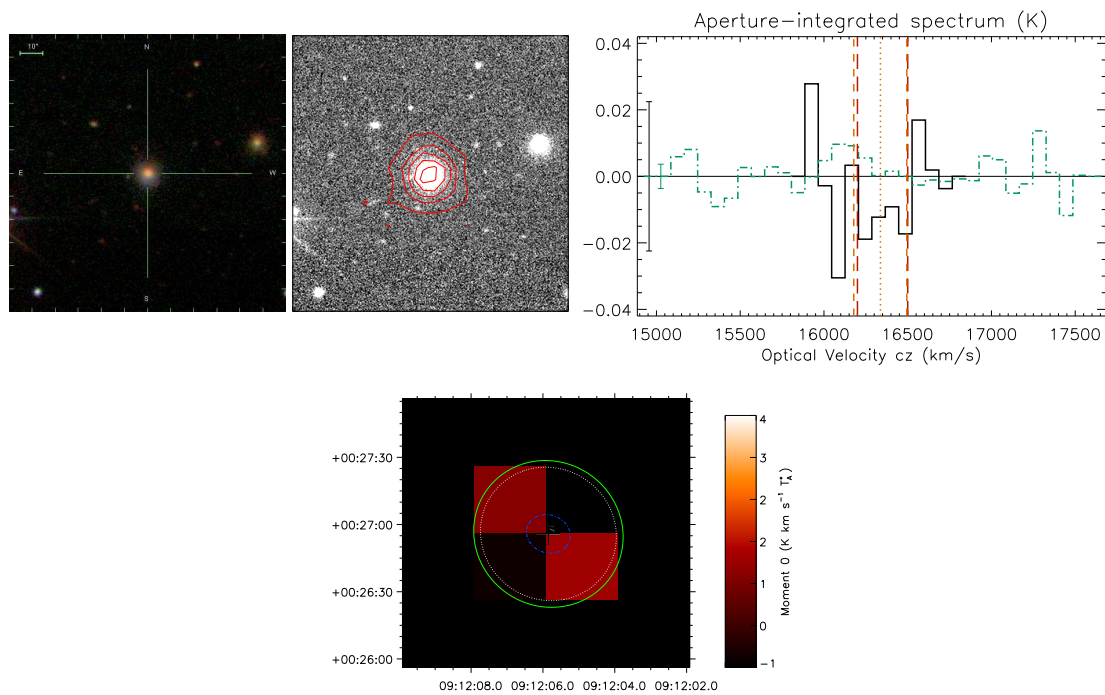 10"
N
E
W
S
Aperture-integrated spectrum (K)
0.04
0.02
0.00
-0.02
-0.04
15000 15500 16000 16500 17000 17500
Optical Velocity cz (km/s)
+00:27:30
+00:27:00
+00:26:30
+00:26:00
09:12:08.0 09:12:06.0 09:12:04.0 09:12:02.0
4
3
2
2
1
0
-1
Moment 0 (K km s⁻¹ T*A)